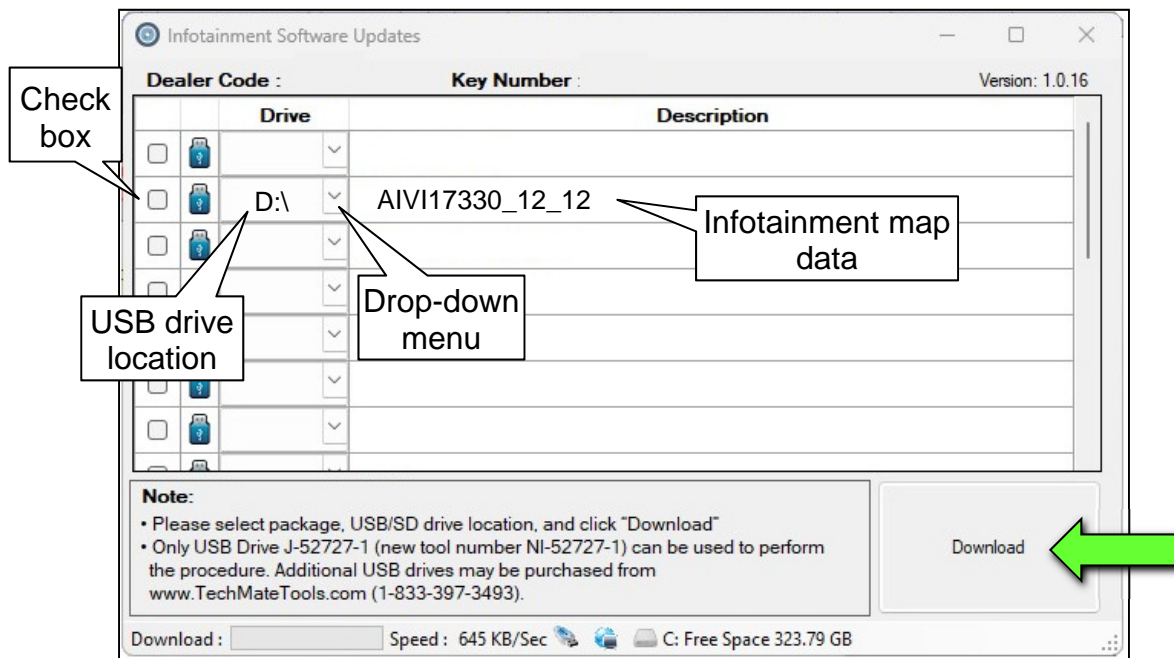 Infotainment Software Updates
Dealer Code :
Key Number :
Version: 1.0.16
Check
box
Drive
Description
D:\
AIVI17330_12_12
Infotainment map
data
USB drive
location
Drop-down
menu
Note:
• Please select package, USB/SD drive location, and click "Download"
• Only USB Drive J-52727-1 (new tool number NI-52727-1) can be used to perform
the procedure. Additional USB drives may be purchased from
www.TechMateTools.com (1-833-397-3493).
Download
Download :
Speed : 645 KB/Sec
C: Free Space 323.79 GB